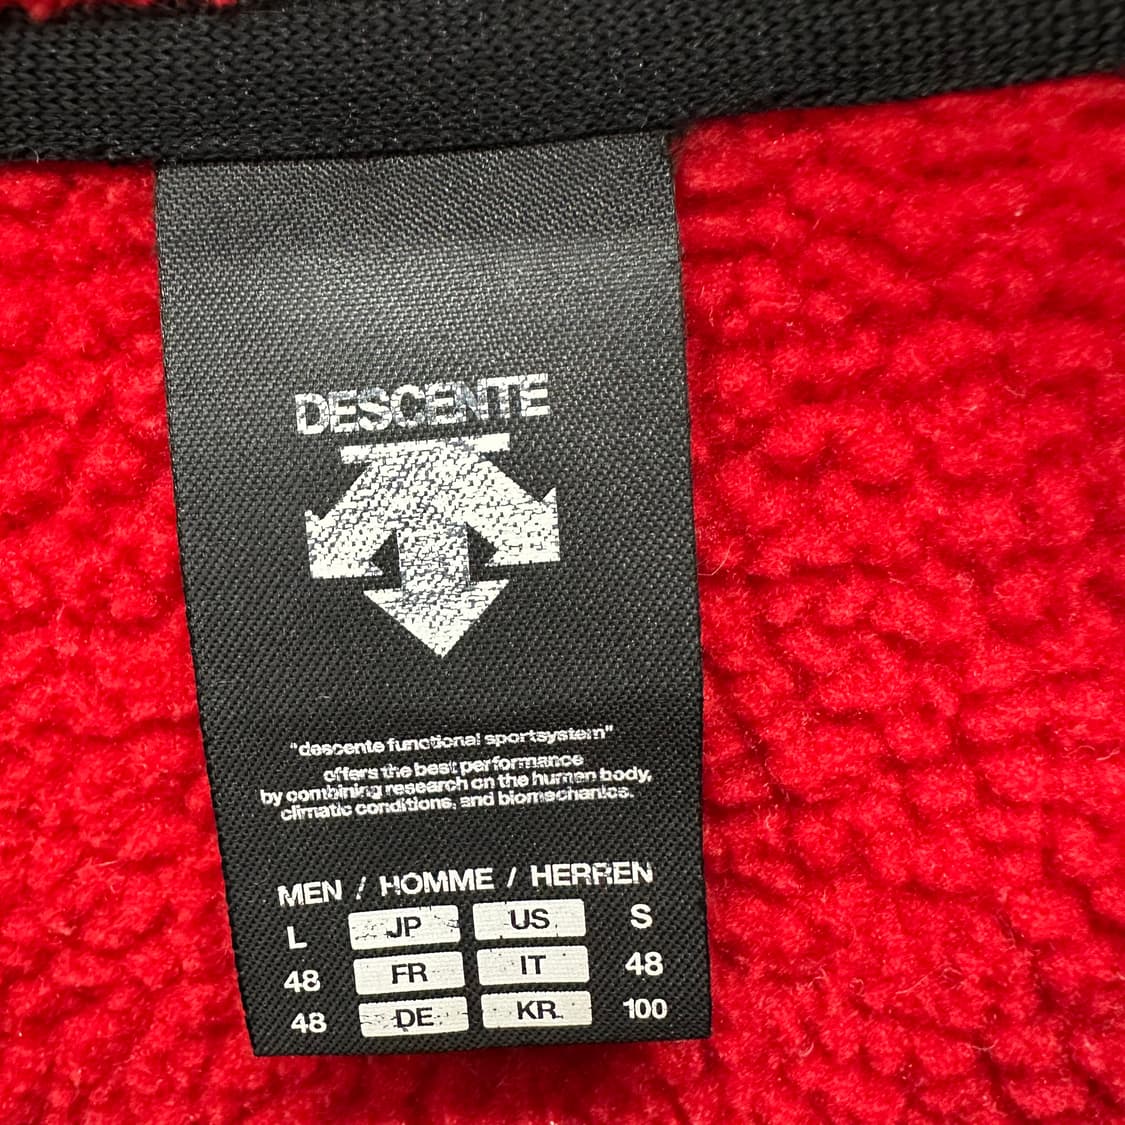 DESCENTE
"descente functional sportsystem"
offers the best performance
by combining research on the human body,
climatic conditions, and biomechanics.
MEN / HOMME / HERREN
L JP US S
48 FR IT 48
48 DE KR 100